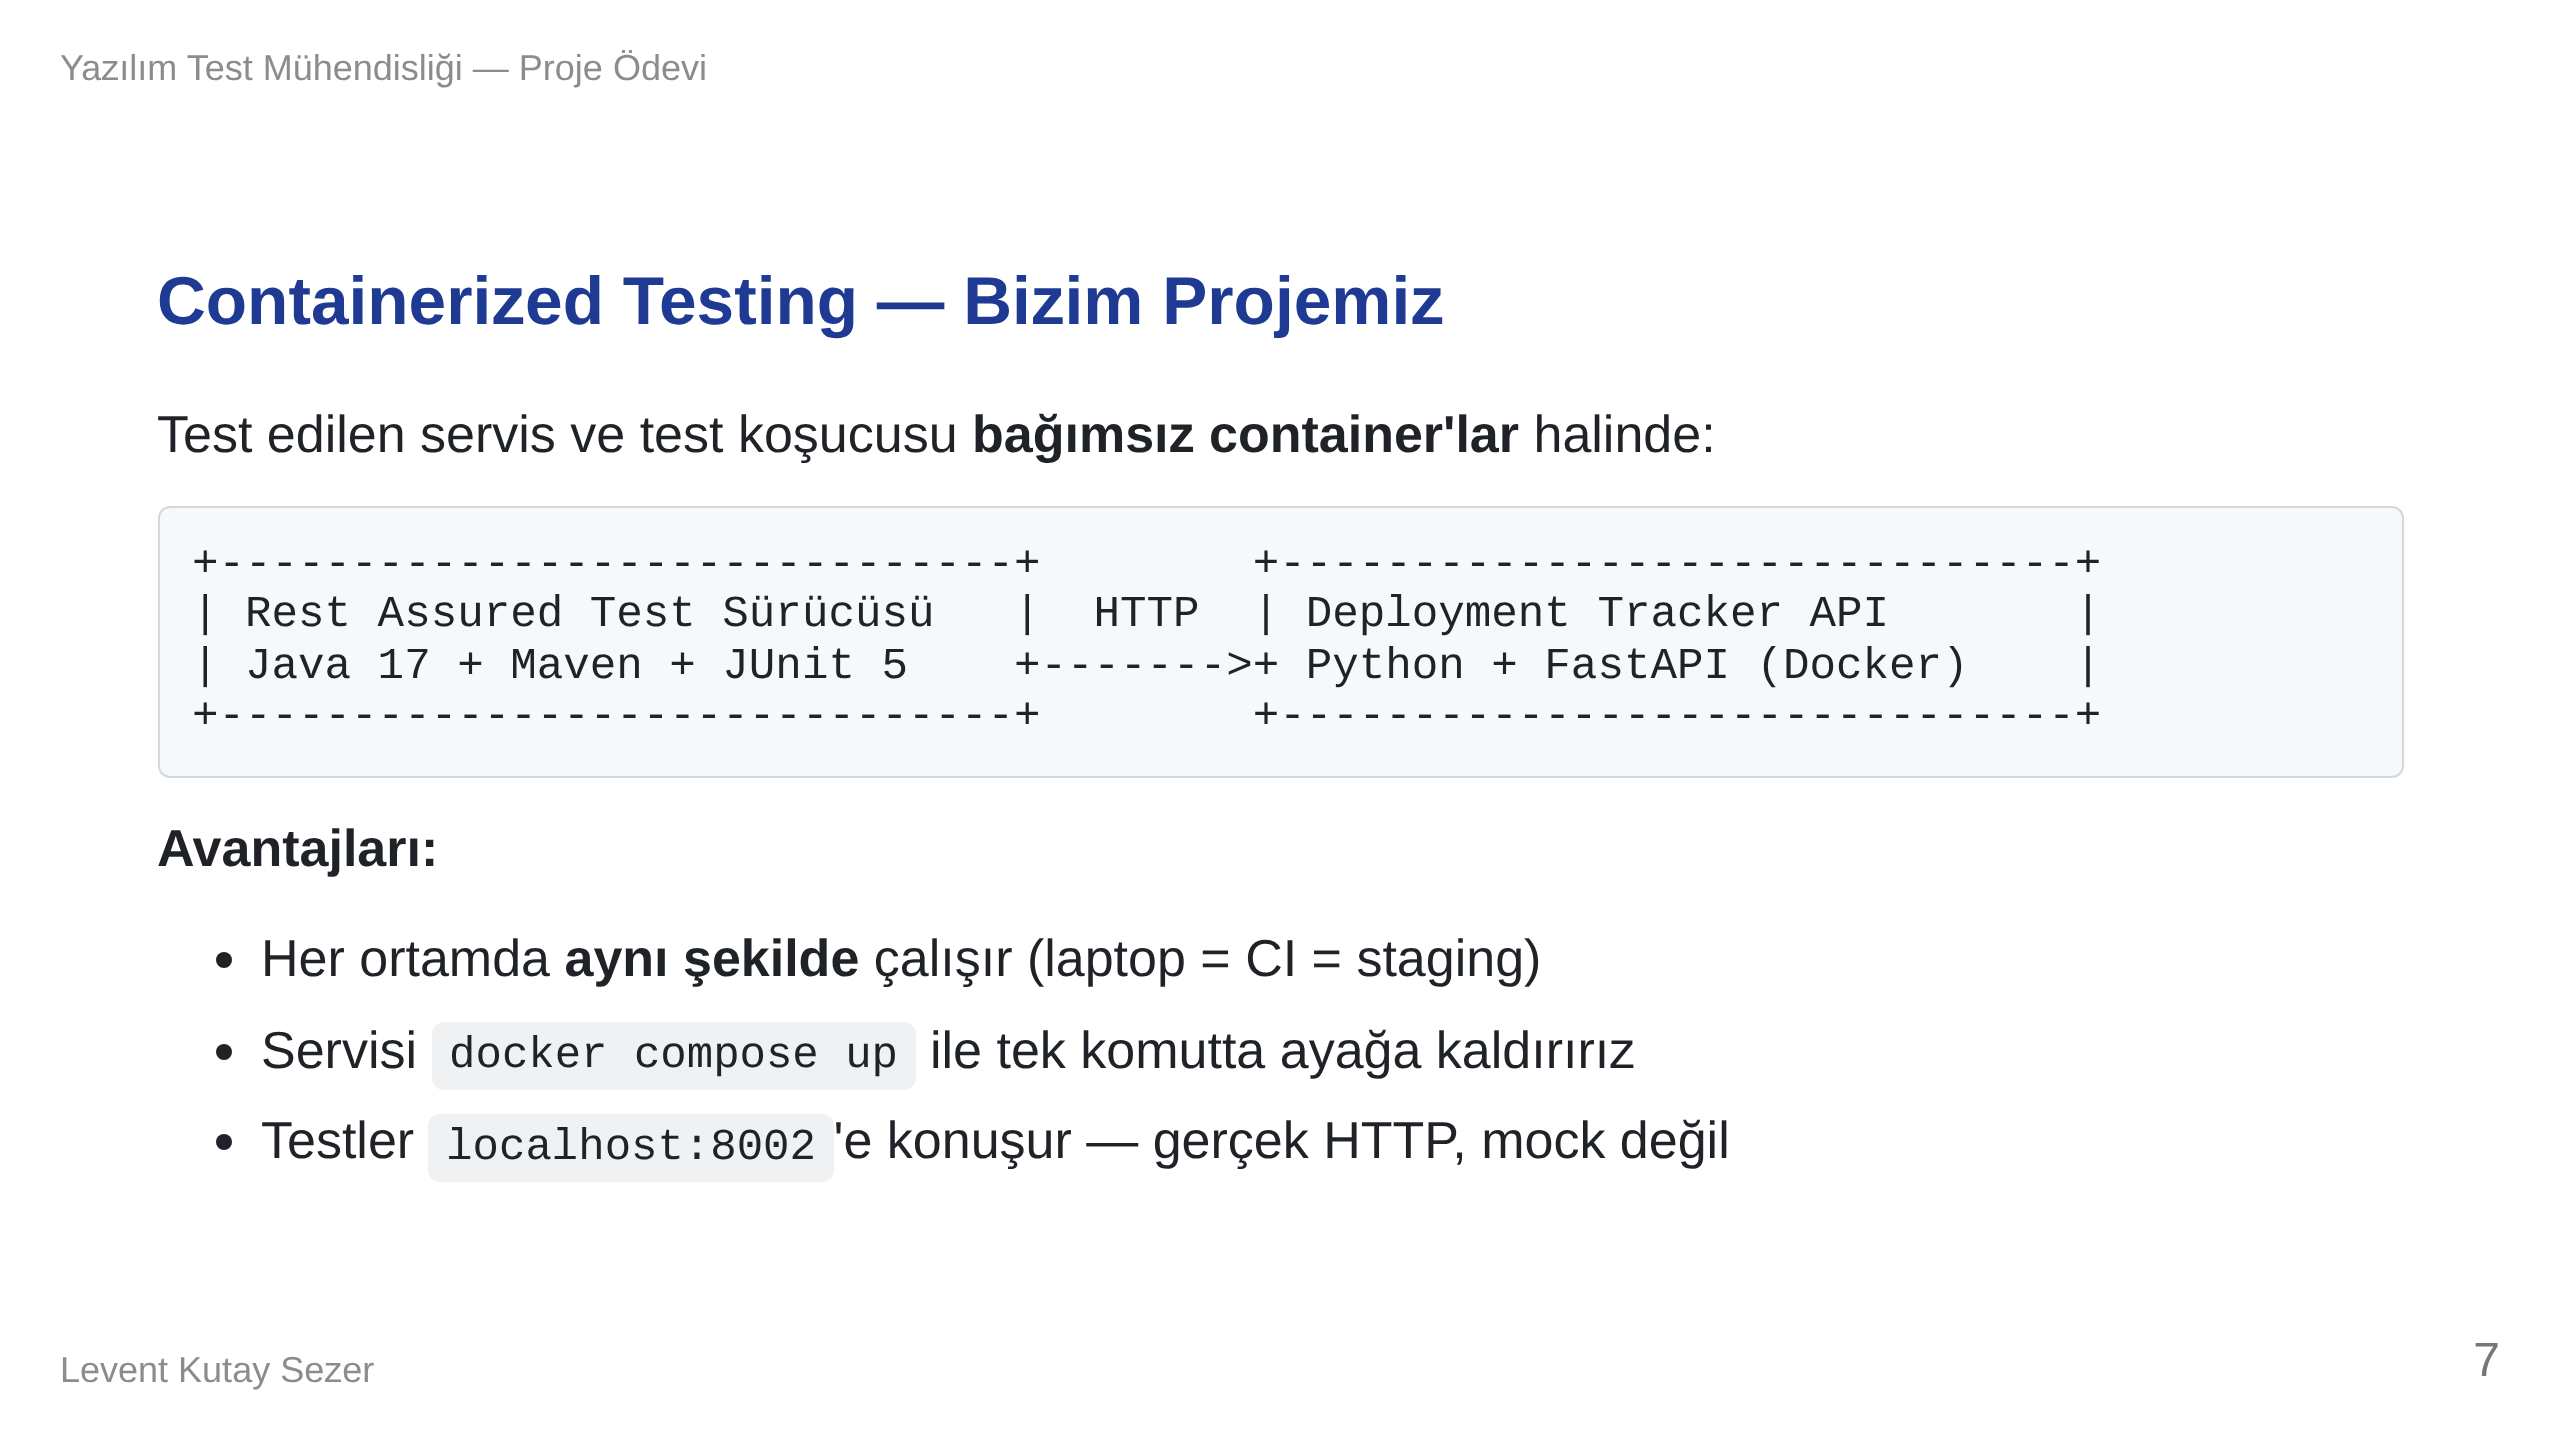 Yazılım Test Mühendisliği — Proje Ödevi
Containerized Testing — Bizim Projemiz
Test edilen servis ve test koşucusu bağımsız container'lar halinde:
+-------------------------------+        +------------------------------+
| Rest Assured Test Sürücüsü   |  HTTP  | Deployment Tracker API       |
| Java 17 + Maven + JUnit 5    +------->+ Python + FastAPI (Docker)    |
+-------------------------------+        +------------------------------+
Avantajları:
• Her ortamda aynı şekilde çalışır (laptop = CI = staging)
• Servisi docker compose up ile tek komutta ayağa kaldırırız
• Testler localhost:8002'e konuşur — gerçek HTTP, mock değil
Levent Kutay Sezer
7